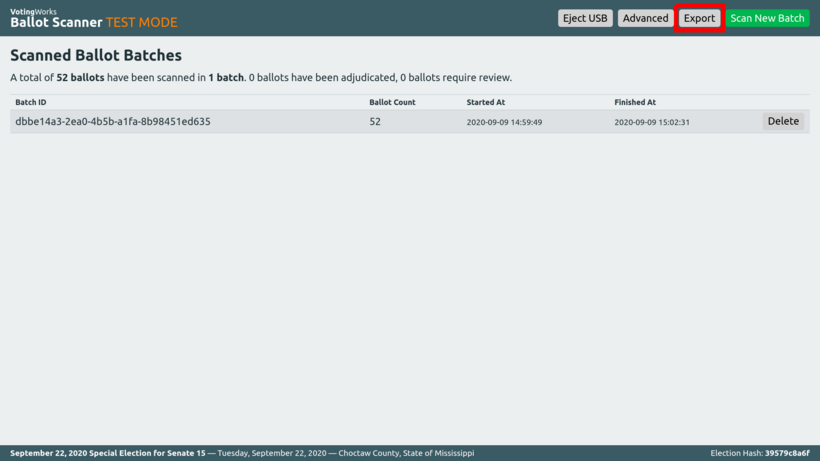 VotingWorks
Ballot Scanner TEST MODE
Eject USB
Advanced
Export
Scan New Batch
Scanned Ballot Batches
A total of 52 ballots have been scanned in 1 batch. 0 ballots have been adjudicated, 0 ballots require review.
Batch ID Ballot Count Started At Finished At
dbbe14a3-2ea0-4b5b-a1fa-8b98451ed635 52 2020-09-09 14:59:49 2020-09-09 15:02:31 Delete
September 22, 2020 Special Election for Senate 15 — Tuesday, September 22, 2020 — Choctaw County, State of Mississippi
Election Hash: 39579c8a6f